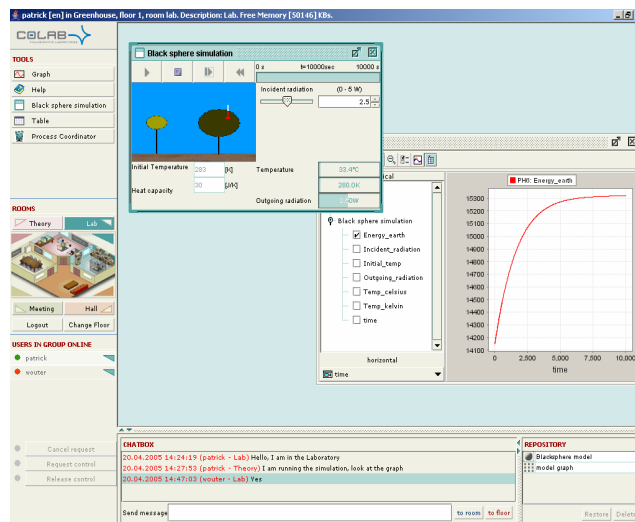 patrick [en] in Greenhouse, floor 1, room lab. Description: Lab. Free Memory [50146] KBs.
COLAB
TOOLS
Graph
Help
Black sphere simulation
Table
Process Coordinator
ROOMS
Theory
Lab
Meeting
Hall
Logout
Change Floor
USERS IN GROUP ONLINE
patrick
wouter
Cancel request
Request control
Release control
Black sphere simulation
0 s
t=10000sec
10000 s
Incident radiation
(0 - 5 W)
2.5
Initial Temperature
283
[K]
Temperature
33.4°C
Heat capacity
30
[J/K]
280.0K
Outgoing radiation
Black sphere simulation
Energy_earth
Incident_radiation
Initial_temp
Outgoing_radiation
Temp_celsius
Temp_kelvin
time
horizontal
time
PH0: Energy_earth
15300
15200
15100
15000
14900
14800
14700
14600
14500
14400
14300
14200
14100
0
2,500
5,000
7,500
10,000
time
CHATBOX
20.04.2005 14:24:19 (patrick - Lab) Hello, I am in the Laboratory
20.04.2005 14:27:53 (patrick - Theory) I am running the simulation, look at the graph
20.04.2005 14:47:03 (wouter - Lab) Yes
Send message
to room
to floor
REPOSITORY
Blacksphere model
model graph
Restore
Delete